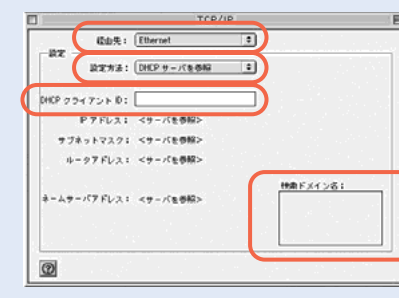 TCP/IP
経由先： Ethernet
設定
設定方法： DHCP サーバを参照
DHCP クライアント ID：
IP アドレス： <サーバを参照>
サブネットマスク： <サーバを参照>
ルータアドレス： <サーバを参照>
検索ドメイン名：
ネームサーバアドレス： <サーバを参照>
?